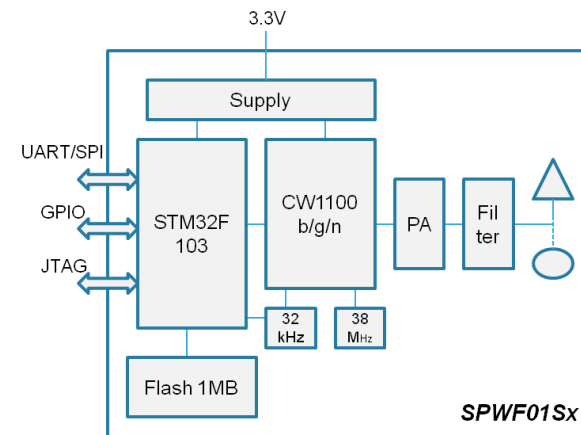 3.3V
Supply
UART/SPI
GPIO
JTAG
STM32F
103
CW1100
b/g/n
PA
Fil
ter
32
kHz
38
MHz
Flash 1MB
SPWF01Sx